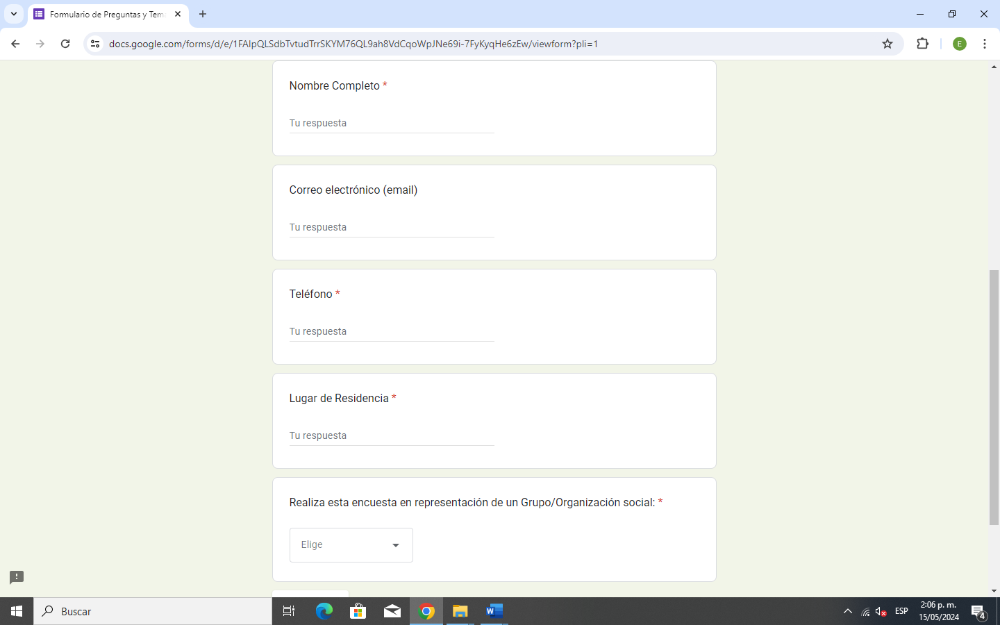 Formulario de Preguntas y Tem
docs.google.com/forms/d/e/1FAIpQLSdbTvtudTrrSKYM76QL9ah8VdCqoWpJNe69i-7FyKyqHe6zEw/viewform?pli=1
E
Nombre Completo *
Tu respuesta
Correo electrónico (email)
Tu respuesta
Teléfono *
Tu respuesta
Lugar de Residencia *
Tu respuesta
Realiza esta encuesta en representación de un Grupo/Organización social: *
Elige
Buscar
ESP
2:06 p. m.
15/05/2024
4